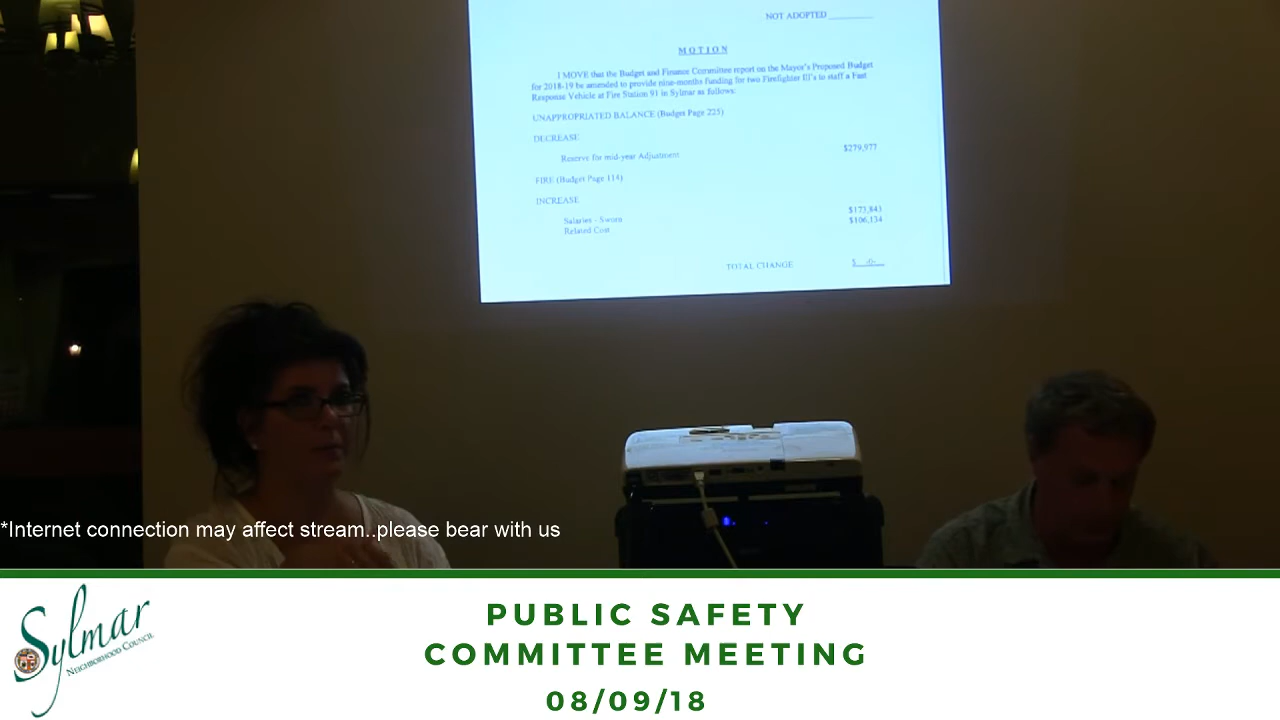 NOT ADOPTED
MOTION
I MOVE that the Budget and Finance Committee report on the Mayor's Proposed Budget
for 2018-19 be amended to provide nine-months funding for two Firefighter III's to staff a Fast
Response Vehicle at Fire Station 91 in Sylmar as follows:
UNAPPROPRIATED BALANCE (Budget Page 225)
DECREASE
Reserve for mid-year Adjustment $279,977
FIRE (Budget Page 114)
INCREASE
Salaries - Sworn $173,843
Related Cost $106,134
TOTAL CHANGE $ -0-
*Internet connection may affect stream..please bear with us
Sylmar
NEIGHBORHOOD COUNCIL
PUBLIC SAFETY
COMMITTEE MEETING
08/09/18